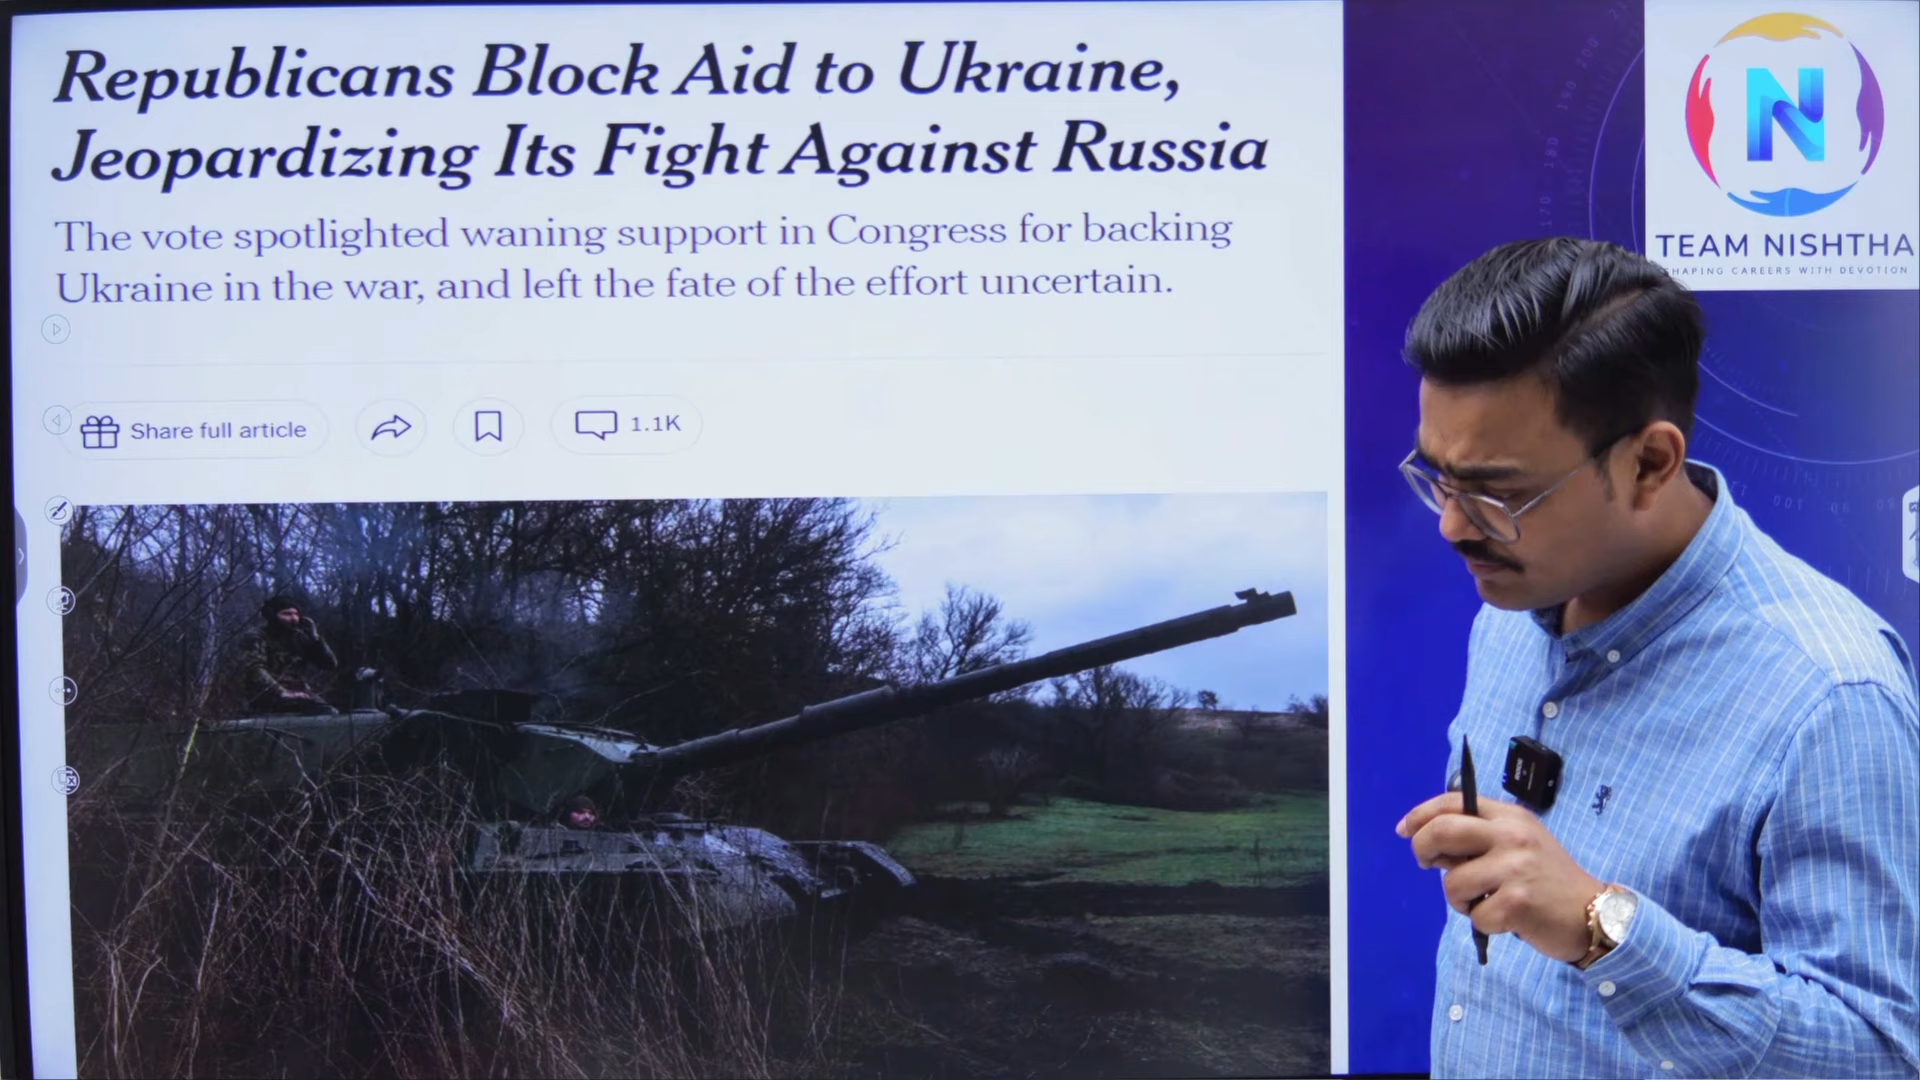 Republicans Block Aid to Ukraine,
Jeopardizing Its Fight Against Russia
The vote spotlighted waning support in Congress for backing
Ukraine in the war, and left the fate of the effort uncertain.
Share full article
1.1K
N
TEAM NISHTHA
SHAPING CAREERS WITH DEVOTION